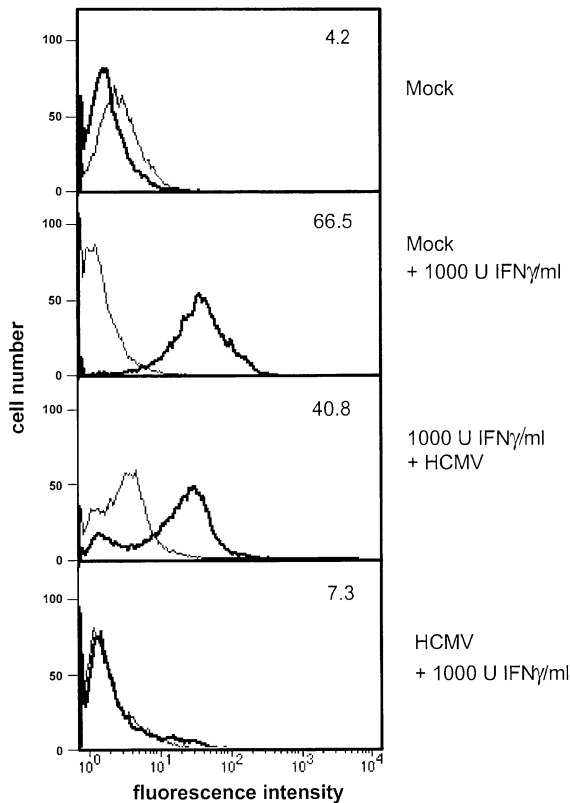 100
50
0
4.2
Mock
100
50
0
66.5
Mock
+ 1000 U IFNγ/ml
100
50
0
40.8
1000 U IFNγ/ml
+ HCMV
100
50
0
7.3
HCMV
+ 1000 U IFNγ/ml
cell number
10⁰ 10¹ 10² 10³ 10⁴
fluorescence intensity